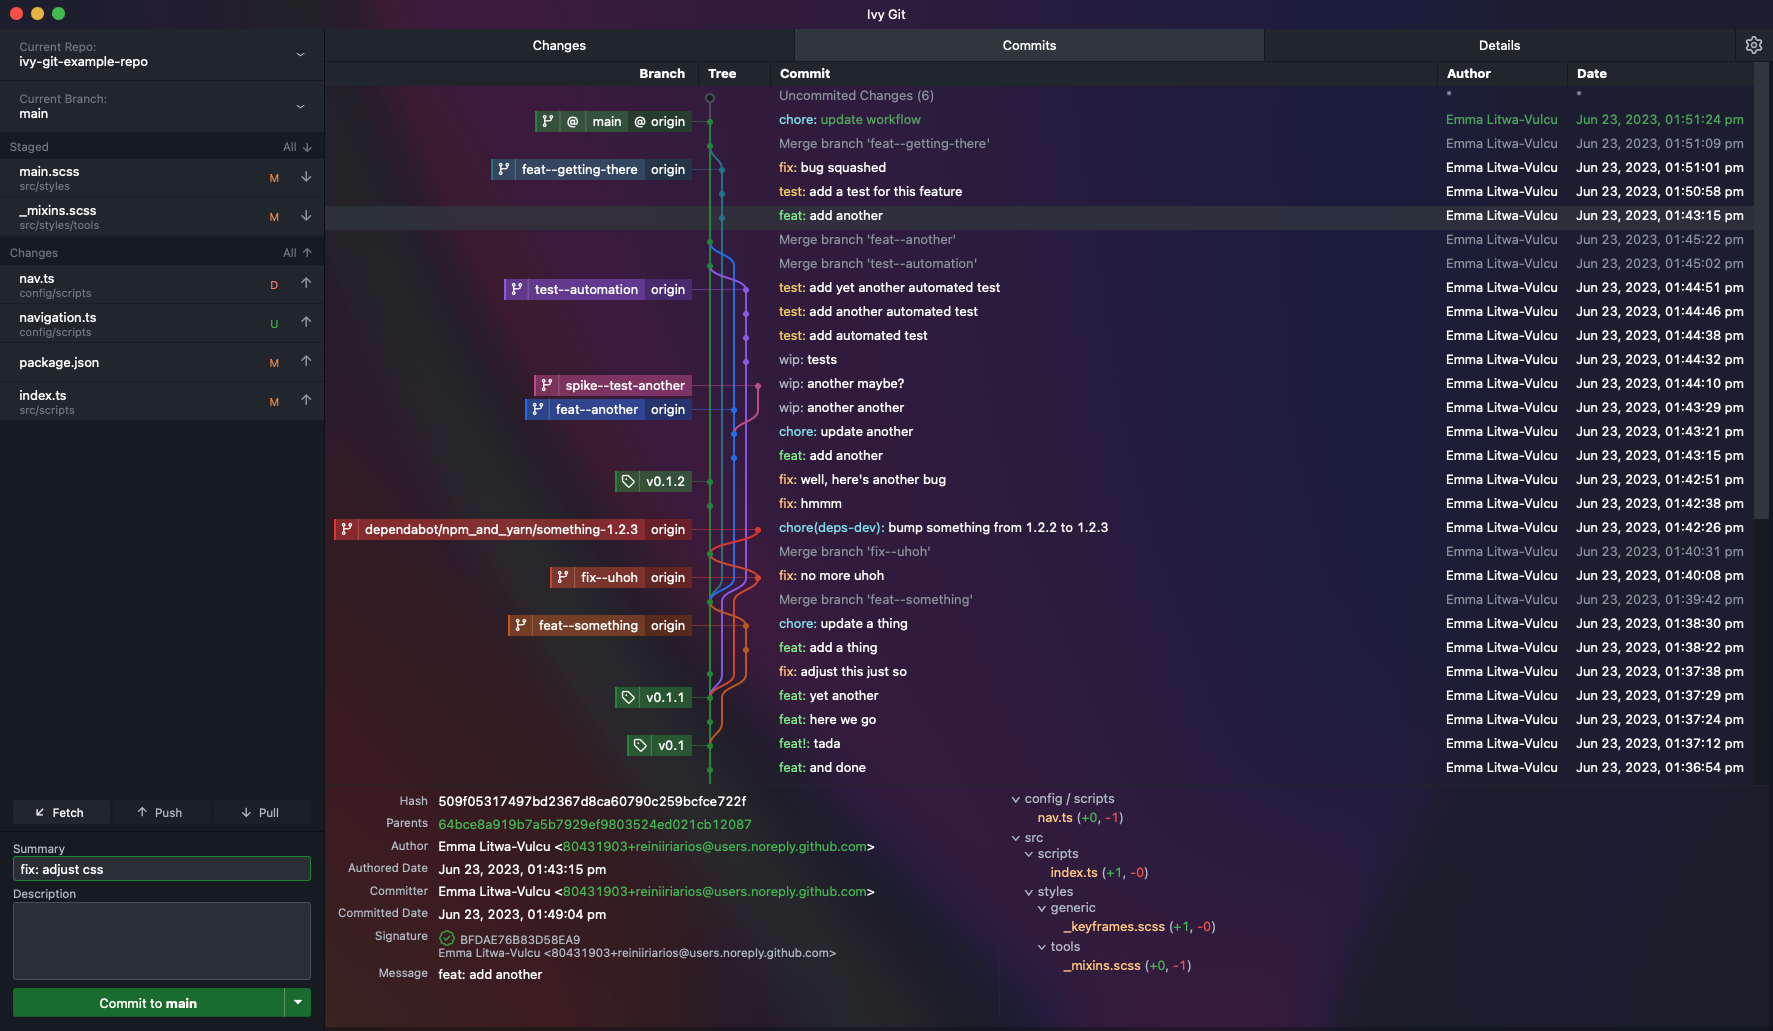 Ivy Git
Current Repo:
ivy-git-example-repo
Current Branch:
main
Staged All
main.scss M
src/styles
_mixins.scss M
src/styles/tools
Changes All
nav.ts D
config/scripts
navigation.ts U
config/scripts
package.json M
index.ts M
src/scripts
Fetch Push Pull
Summary
fix: adjust css
Description
Commit to main
Changes Commits Details
Branch Tree Commit Author Date
Uncommited Changes (6) * *
@ main @ origin chore: update workflow Emma Litwa-Vulcu Jun 23, 2023, 01:51:24 pm
Merge branch 'feat--getting-there' Emma Litwa-Vulcu Jun 23, 2023, 01:51:09 pm
feat--getting-there origin fix: bug squashed Emma Litwa-Vulcu Jun 23, 2023, 01:51:01 pm
test: add a test for this feature Emma Litwa-Vulcu Jun 23, 2023, 01:50:58 pm
feat: add another Emma Litwa-Vulcu Jun 23, 2023, 01:43:15 pm
Merge branch 'feat--another' Emma Litwa-Vulcu Jun 23, 2023, 01:45:22 pm
Merge branch 'test--automation' Emma Litwa-Vulcu Jun 23, 2023, 01:45:02 pm
test--automation origin test: add yet another automated test Emma Litwa-Vulcu Jun 23, 2023, 01:44:51 pm
test: add another automated test Emma Litwa-Vulcu Jun 23, 2023, 01:44:46 pm
test: add automated test Emma Litwa-Vulcu Jun 23, 2023, 01:44:38 pm
wip: tests Emma Litwa-Vulcu Jun 23, 2023, 01:44:32 pm
spike--test-another wip: another maybe? Emma Litwa-Vulcu Jun 23, 2023, 01:44:10 pm
feat--another origin wip: another another Emma Litwa-Vulcu Jun 23, 2023, 01:43:29 pm
chore: update another Emma Litwa-Vulcu Jun 23, 2023, 01:43:21 pm
feat: add another Emma Litwa-Vulcu Jun 23, 2023, 01:43:15 pm
v0.1.2 fix: well, here's another bug Emma Litwa-Vulcu Jun 23, 2023, 01:42:51 pm
fix: hmmm Emma Litwa-Vulcu Jun 23, 2023, 01:42:38 pm
dependabot/npm_and_yarn/something-1.2.3 origin chore(deps-dev): bump something from 1.2.2 to 1.2.3 Emma Litwa-Vulcu Jun 23, 2023, 01:42:26 pm
Merge branch 'fix--uhoh' Emma Litwa-Vulcu Jun 23, 2023, 01:40:31 pm
fix--uhoh origin fix: no more uhoh Emma Litwa-Vulcu Jun 23, 2023, 01:40:08 pm
Merge branch 'feat--something' Emma Litwa-Vulcu Jun 23, 2023, 01:39:42 pm
feat--something origin chore: update a thing Emma Litwa-Vulcu Jun 23, 2023, 01:38:30 pm
feat: add a thing Emma Litwa-Vulcu Jun 23, 2023, 01:38:22 pm
fix: adjust this just so Emma Litwa-Vulcu Jun 23, 2023, 01:37:38 pm
v0.1.1 feat: yet another Emma Litwa-Vulcu Jun 23, 2023, 01:37:29 pm
feat: here we go Emma Litwa-Vulcu Jun 23, 2023, 01:37:24 pm
v0.1 feat!: tada Emma Litwa-Vulcu Jun 23, 2023, 01:37:12 pm
feat: and done Emma Litwa-Vulcu Jun 23, 2023, 01:36:54 pm
Hash 509f05317497bd2367d8ca60790c259bcfce722f
Parents 64bce8a919b7a5b7929ef9803524ed021cb12087
Author Emma Litwa-Vulcu <80431903+reiniiriarios@users.noreply.github.com>
Authored Date Jun 23, 2023, 01:43:15 pm
Committer Emma Litwa-Vulcu <80431903+reiniiriarios@users.noreply.github.com>
Committed Date Jun 23, 2023, 01:49:04 pm
Signature BFDAE76B83D58EA9
Emma Litwa-Vulcu <80431903+reiniiriarios@users.noreply.github.com>
Message feat: add another
config / scripts
nav.ts (+0, -1)
src
scripts
index.ts (+1, -0)
styles
generic
_keyframes.scss (+1, -0)
tools
_mixins.scss (+0, -1)